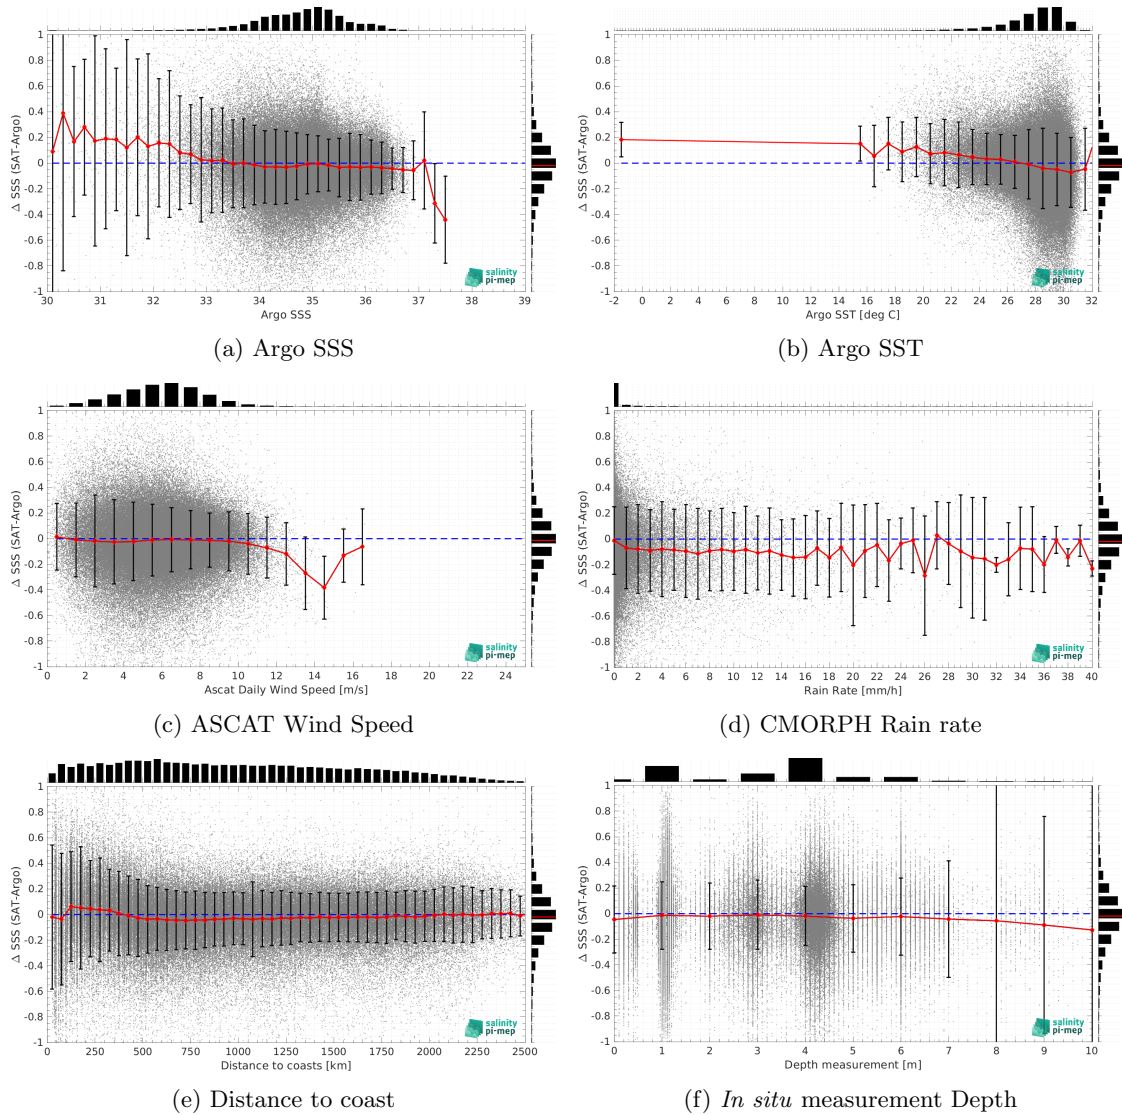 1
0.8
0.6
0.4
0.2
0
-0.2
-0.4
-0.6
-0.8
-1
Δ SSS (SAT-Argo)
30 31 32 33 34 35 36 37 38 39
Argo SSS
salinity
pi-mep
(a) Argo SSS
1
0.8
0.6
0.4
0.2
0
-0.2
-0.4
-0.6
-0.8
-1
Δ SSS (SAT-Argo)
-2 0 2 4 6 8 10 12 14 16 18 20 22 24 26 28 30 32
Argo SST [deg C]
salinity
pi-mep
(b) Argo SST
1
0.8
0.6
0.4
0.2
0
-0.2
-0.4
-0.6
-0.8
-1
Δ SSS (SAT-Argo)
0 2 4 6 8 10 12 14 16 18 20 22 24
Ascat Daily Wind Speed [m/s]
salinity
pi-mep
(c) ASCAT Wind Speed
1
0.8
0.6
0.4
0.2
0
-0.2
-0.4
-0.6
-0.8
-1
Δ SSS (SAT-Argo)
0 2 4 6 8 10 12 14 16 18 20 22 24 26 28 30 32 34 36 38 40
Rain Rate [mm/h]
salinity
pi-mep
(d) CMORPH Rain rate
1
0.8
0.6
0.4
0.2
0
-0.2
-0.4
-0.6
-0.8
-1
Δ SSS (SAT-Argo)
0 250 500 750 1000 1250 1500 1750 2000 2250 2500
Distance to coasts [km]
salinity
pi-mep
(e) Distance to coast
1
0.8
0.6
0.4
0.2
0
-0.2
-0.4
-0.6
-0.8
-1
Δ SSS (SAT-Argo)
0 1 2 3 4 5 6 7 8 9 10
Depth measurement [m]
salinity
pi-mep
(f) In situ measurement Depth